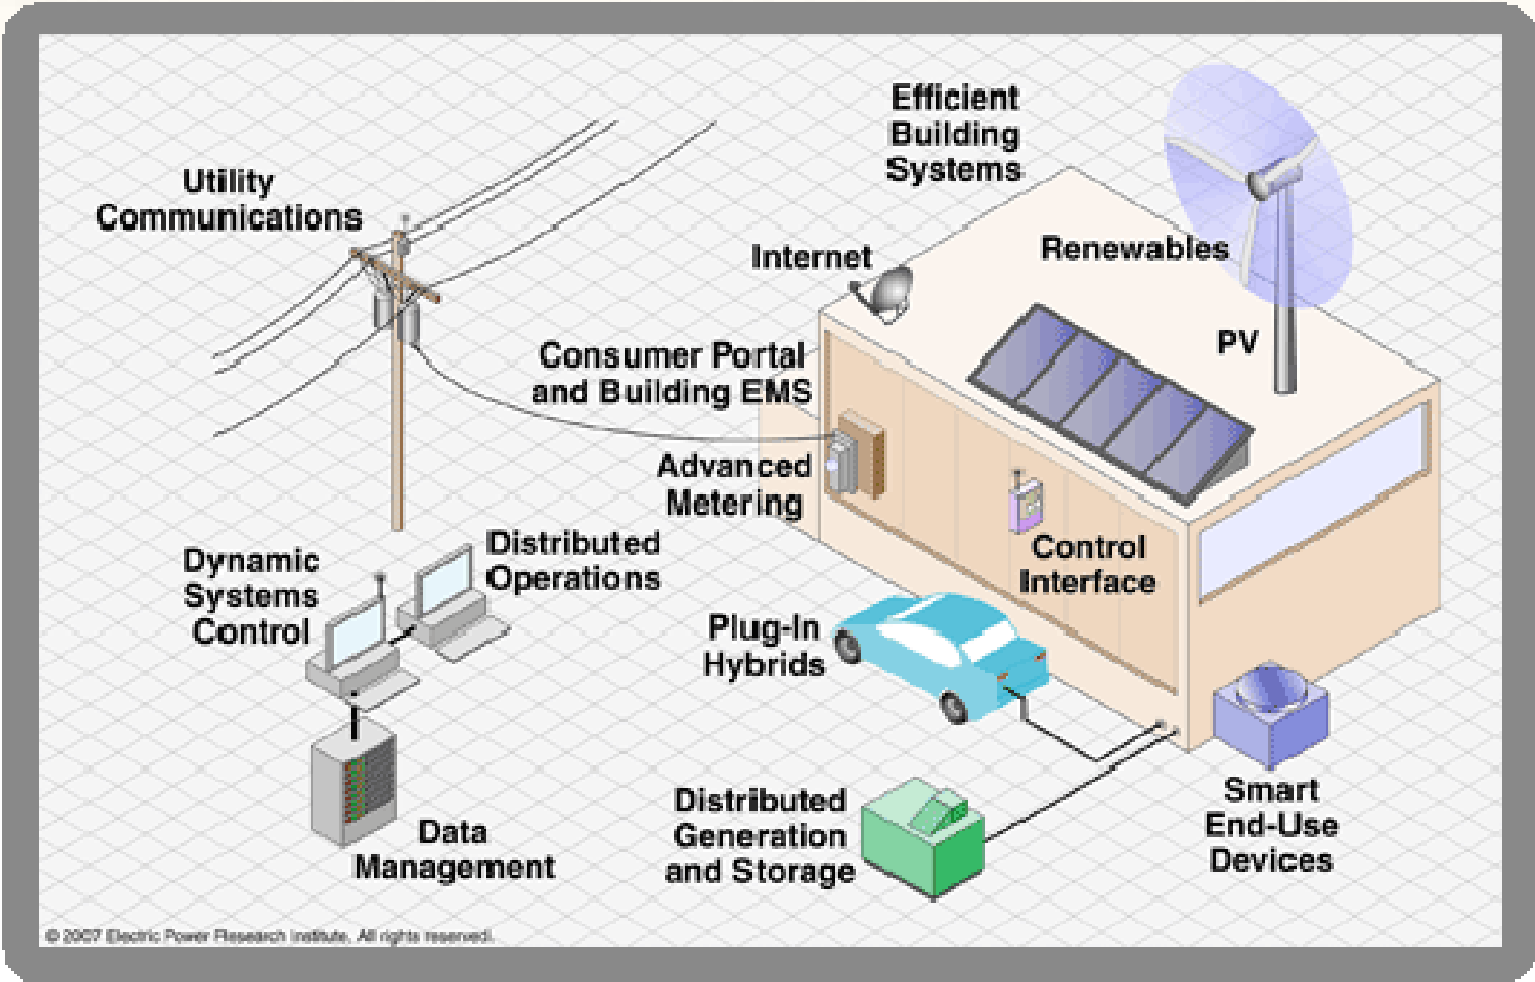 Efficient
Building
Systems
Utility
Communications
Internet
Renewables
PV
Consumer Portal
and Building EMS
Advanced
Metering
Control
Interface
Distributed
Operations
Dynamic
Systems
Control
Plug-In
Hybrids
Data
Management
Distributed
Generation
and Storage
Smart
End-Use
Devices
© 2007 Electric Power Research Institute. All rights reserved.